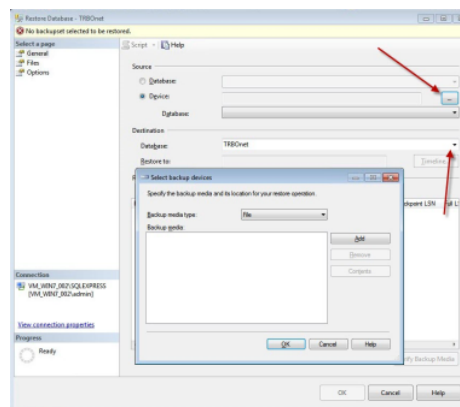 Restore Database - TRBOnet
No backupset selected to be restored.
Select a page
General
Files
Options
Script
Help
Source
Database:
Device:
...
Database:
Destination
Database:
TRBOnet
Restore to:
Timeline...
Select backup devices
Specify the backup media and its location for your restore operation.
Backup media type:
File
Backup media:
Add
Remove
Contents
OK
Cancel
Help
Connection
VM_WIN7_002\SQLEXPRESS
[VM_WIN7_002\admin]
View connection properties
Progress
Ready
Backup Media
OK
Cancel
Help